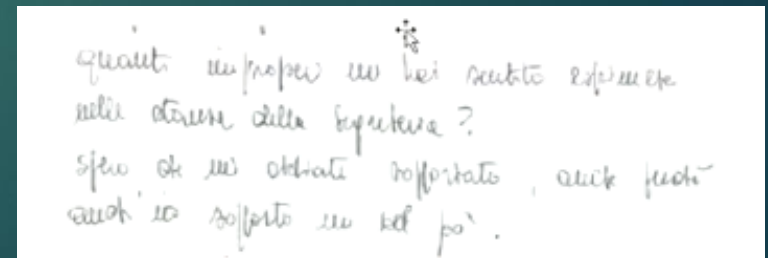 quanti improperi mi hai sentito esprimere
nelle stanze della segreteria?
Spero che mi abbiate sopportato, anche perché
anch'io sopporto un bel po'.